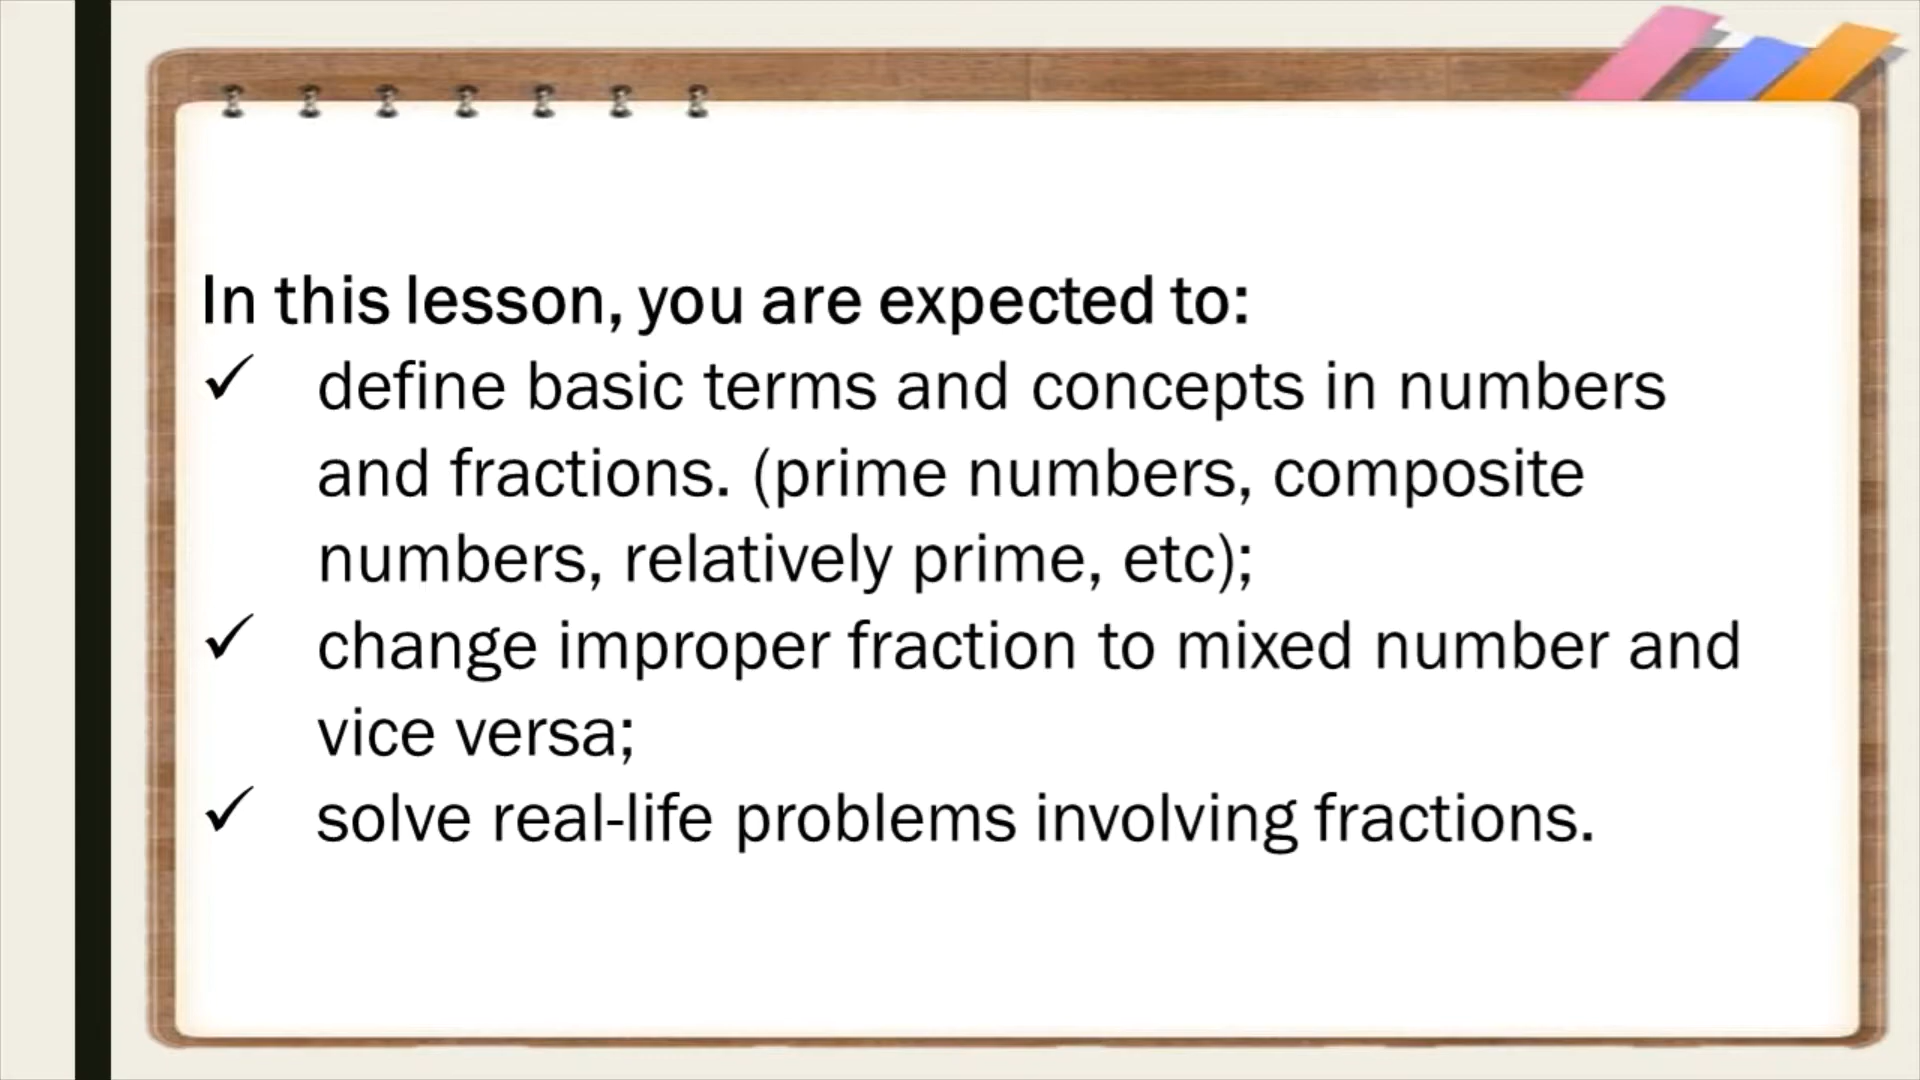 In this lesson, you are expected to:
✓ define basic terms and concepts in numbers
and fractions. (prime numbers, composite
numbers, relatively prime, etc);
✓ change improper fraction to mixed number and
vice versa;
✓ solve real-life problems involving fractions.